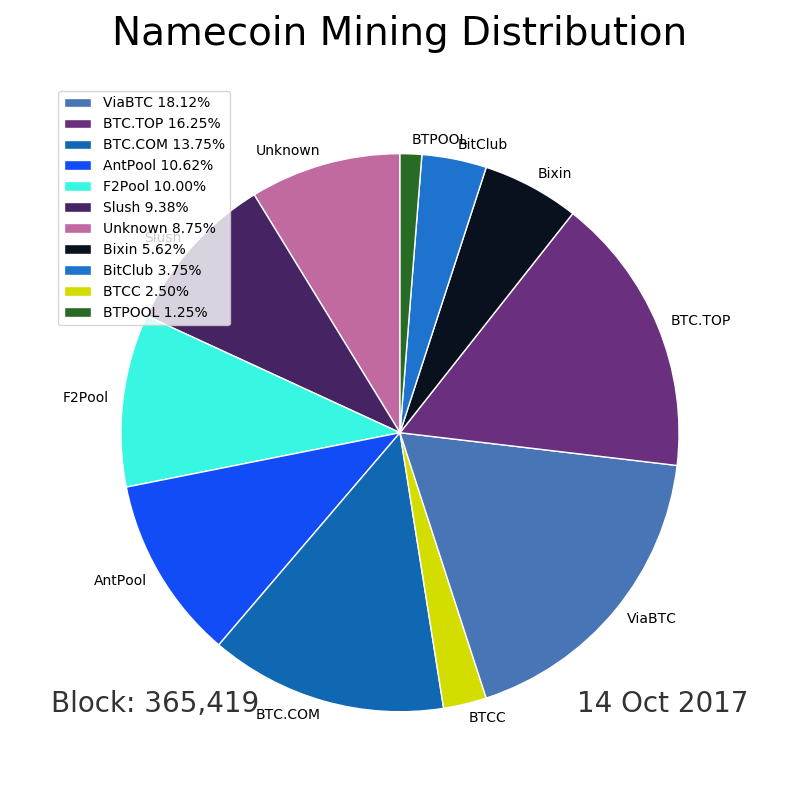 Namecoin Mining Distribution
ViaBTC 18.12%
BTC.TOP 16.25%
BTC.COM 13.75%
AntPool 10.62%
F2Pool 10.00%
Slush 9.38%
Unknown 8.75%
Bixin 5.62%
BitClub 3.75%
BTCC 2.50%
BTPOOL 1.25%
BTPOOL
BitClub
Unknown
Bixin
Slush
BTC.TOP
F2Pool
AntPool
ViaBTC
BTC.COM
BTCC
Block: 365,419
14 Oct 2017